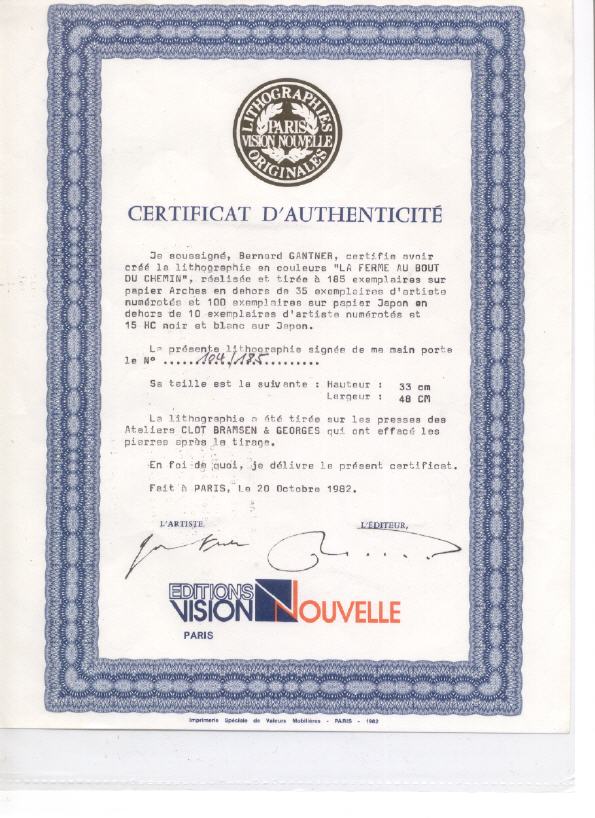 LITHOGRAPHIES
PARIS
VISION NOUVELLE
ORIGINALES
CERTIFICAT D'AUTHENTICITÉ
Je soussigné, Bernard GANTNER, certifie avoir
créé la lithographie en couleurs "LA FERME AU BOUT
DU CHEMIN", réalisée et tirée à 185 exemplaires sur
papier Arches en dehors de 35 exemplaires d'artiste
numérotés et 100 exemplaires sur papier Japon en
dehors de 10 exemplaires d'artiste numérotés et
15 HC noir et blanc sur Japon.
La présente lithographie signée de ma main porte
le N° .....104/185..............
Sa taille est la suivante : Hauteur : 33 cm
Largeur : 48 CM
La lithographie a été tirée sur les presses des
Ateliers CLOT BRAMSEN & GEORGES qui ont effacé les
pierres après le tirage.
En foi de quoi, je délivre le présent certificat.
Fait à PARIS, Le 20 Octobre 1982.
L'ARTISTE, L'ÉDITEUR,
EDITIONS
VISION NOUVELLE
PARIS
Imprimerie Spéciale de Valeurs Mobilières - PARIS - 1982